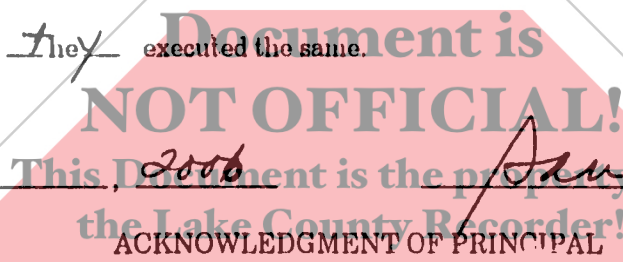 Document is
they executed the same.
NOT OFFICIAL!
This Document is the property
, 2006
the Lake County Recorder!
ACKNOWLEDGMENT OF PRINCIPAL